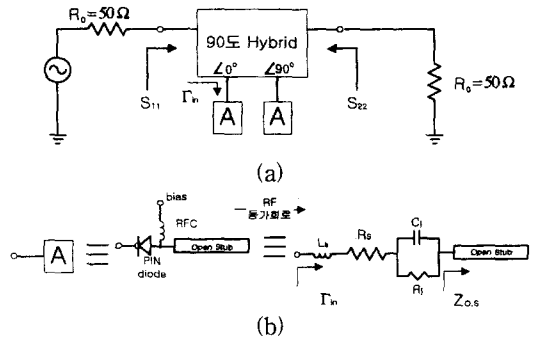 R₀=50Ω
90도 Hybrid
∠0° ∠90°
S₁₁
Γin
S₂₂
R₀=50Ω
A A
(a)
bias
RFC
A
PIN
diode
Open Stub
RF
등가회로
Ls
Rs
Cj
Rj
Open Stub
Γin
Zo.s
(b)